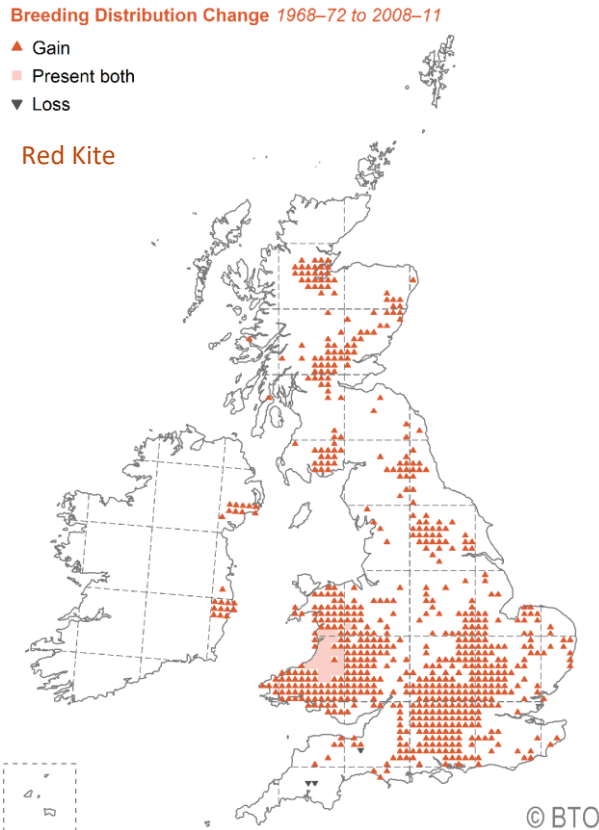 Breeding Distribution Change 1968–72 to 2008–11
Gain
Present both
Loss
Red Kite
© BTO